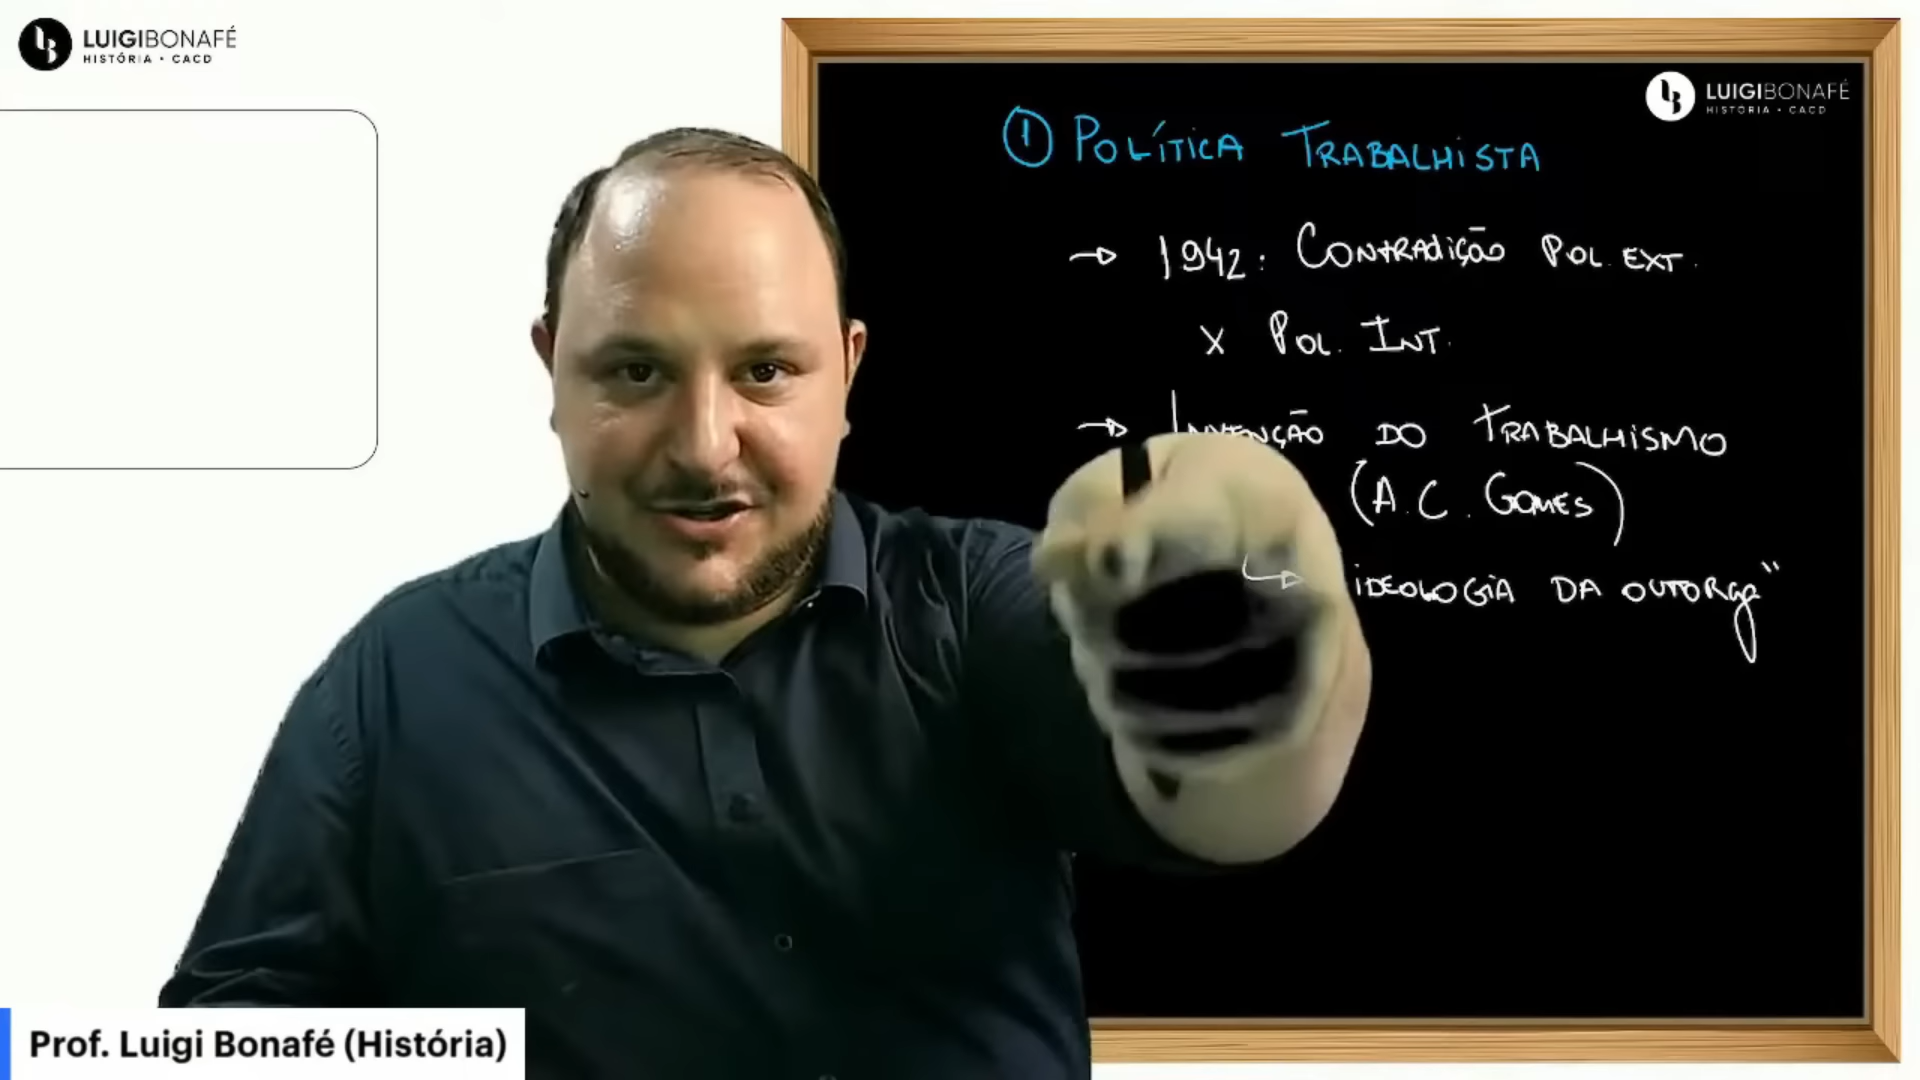 LUIGIBONAFÉ
HISTÓRIA • CACD
LUIGIBONAFÉ
HISTÓRIA • CACD
① POLÍTICA TRABALHISTA
→ 1942: CONTRADIÇÃO POL. EXT.
X POL. INT.
→ INVENÇÃO DO TRABALHISMO
(A.C. GOMES)
IDEOLOGIA DA OUTORGA"
Prof. Luigi Bonafé (História)